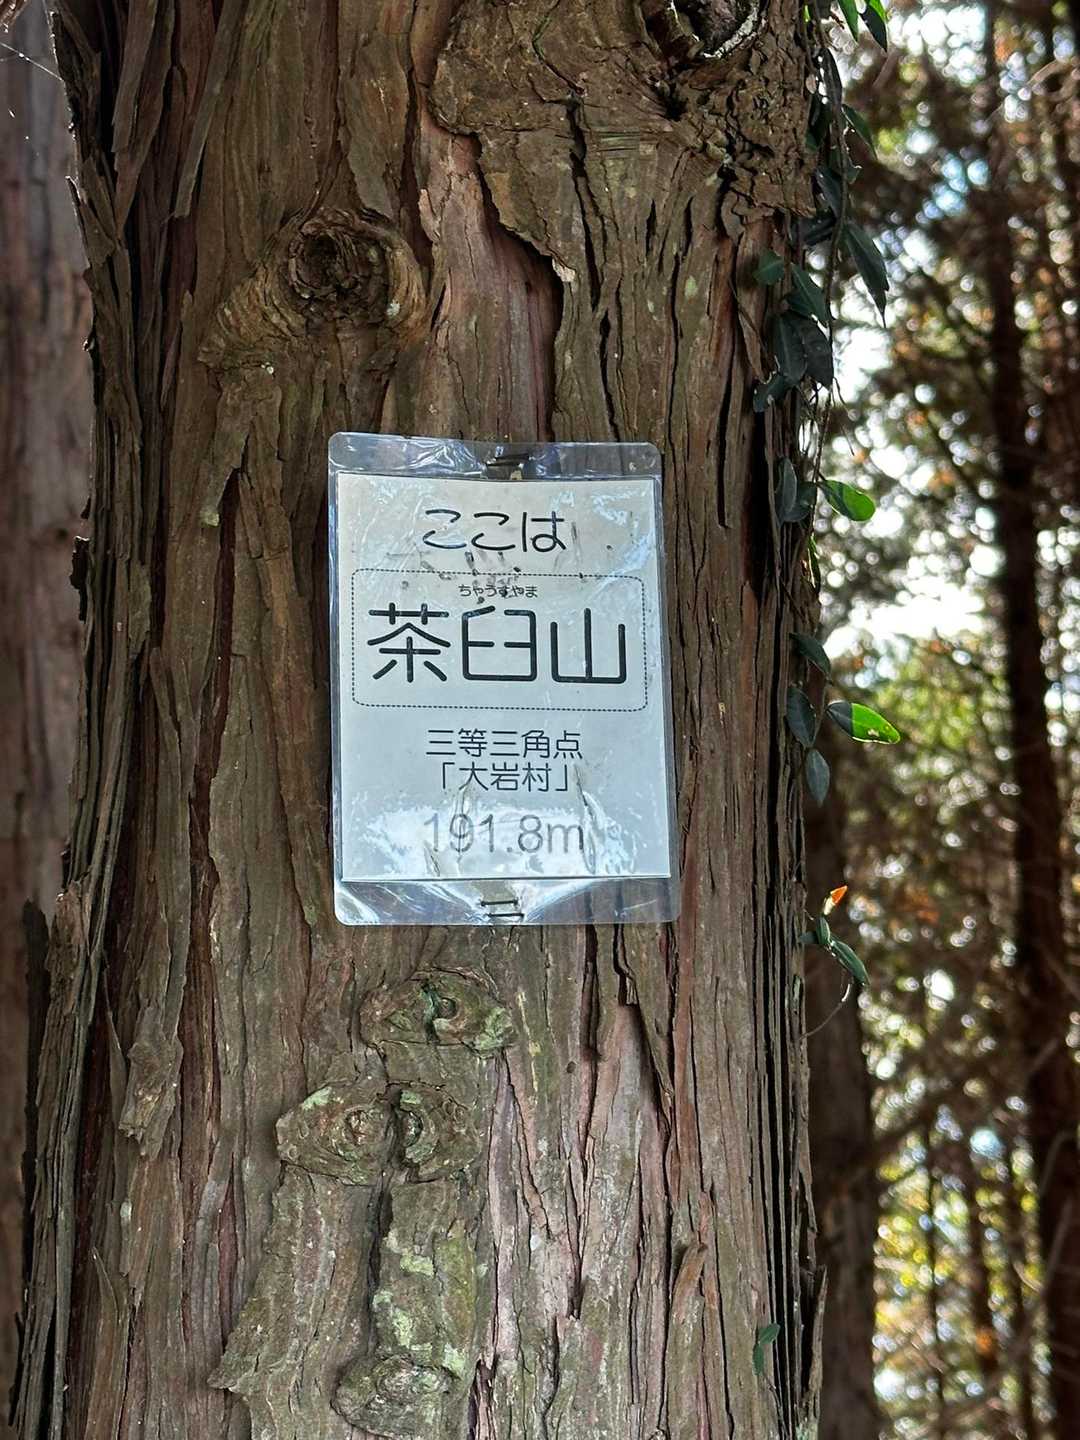 ここは
ちゃうすやま
茶臼山
三等三角点
「大岩村」
191.8m